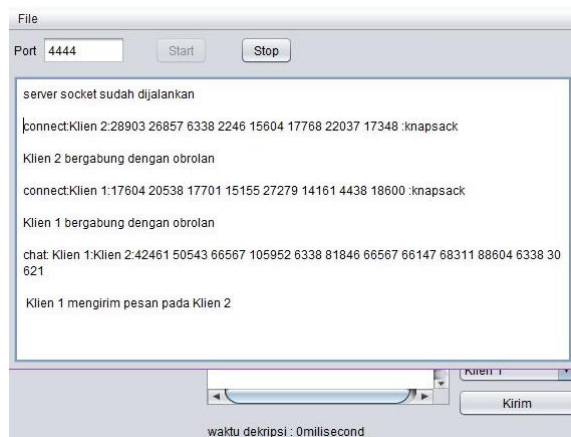 File
Port 4444 Start Stop
server socket sudah dijalankan
connect:Klien 2:28903 26857 6338 2246 15604 17768 22037 17348 :knapsack
Klien 2 bergabung dengan obrolan
connect:Klien 1:17604 20538 17701 15155 27279 14161 4438 18600 :knapsack
Klien 1 bergabung dengan obrolan
chat: Klien 1:Klien 2:42461 50543 66567 105952 6338 81846 66567 66147 68311 88604 6338 30
621
Klien 1 mengirim pesan pada Klien 2
Klien 1
Kirim
waktu dekripsi : 0milisecond